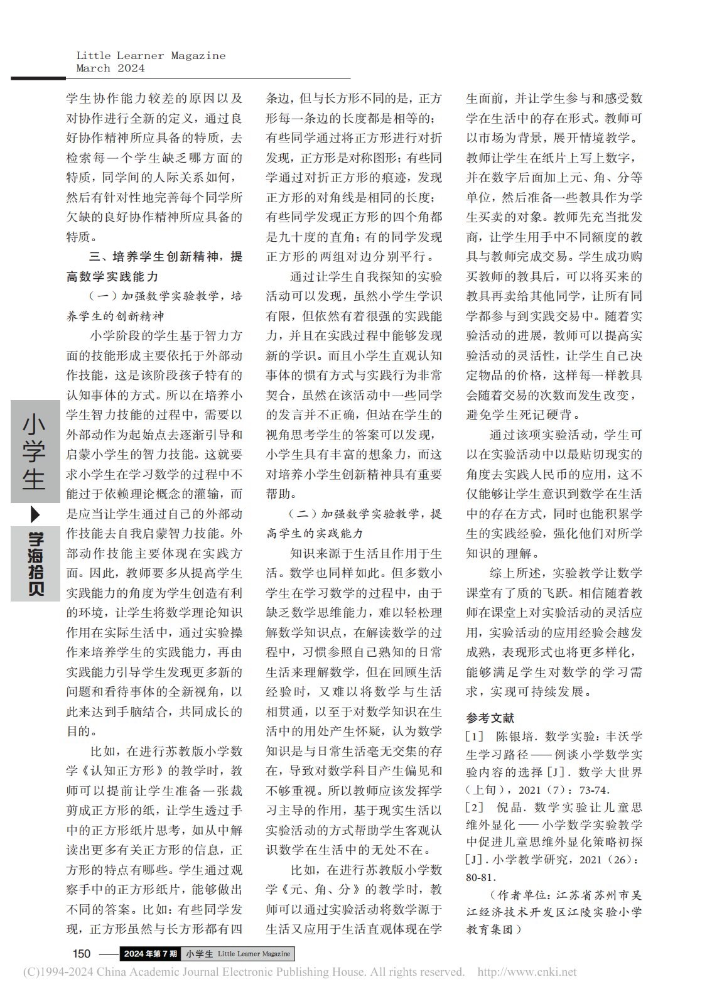 Little Learner Magazine
March 2024
学生协作能力较差的原因以及
对协作进行全新的定义，通过良
好协作精神所应具备的特质，去
检索每一个学生缺乏哪方面的
特质，同学间的人际关系如何，
然后有针对性地完善每个同学所
欠缺的良好协作精神所应具备的
特质。
三、培养学生创新精神，提
高数学实践能力
（一）加强数学实验教学，培
养学生的创新精神
小学阶段的学生基于智力方
面的技能形成主要依托于外部动
作技能，这是该阶段孩子特有的
认知事体的方式。所以在培养小
学生智力技能的过程中，需要以
外部动作为起始点去逐渐引导和
启蒙小学生的智力技能。这就要
求小学生在学习数学的过程中不
能过于依赖理论概念的灌输，而
是应当让学生通过自己的外部动
作技能去自我启蒙智力技能。外
部动作技能主要体现在实践方
面。因此，教师要多从提高学生
实践能力的角度为学生创造有利
的环境，让学生将数学理论知识
作用在实际生活中，通过实验操
作来培养学生的实践能力，再由
实践能力引导学生发现更多新的
问题和看待事体的全新视角，以
此来达到手脑结合，共同成长的
目的。
比如，在进行苏教版小学数
学《认知正方形》的教学时，教
师可以提前让学生准备一张裁
剪成正方形的纸，让学生透过手
中的正方形纸片思考，如从中解
读出更多有关正方形的信息，正
方形的特点有哪些。学生通过观
察手中的正方形纸片，能够做出
不同的答案。比如：有些同学发
现，正方形虽然与长方形都有四
条边，但与长方形不同的是，正方
形每一条边的长度都是相等的；
有些同学通过将正方形进行对折
发现，正方形是对称图形；有些同
学通过对折正方形的痕迹，发现
正方形的对角线是相同的长度；
有些同学发现正方形的四个角都
是九十度的直角；有的同学发现
正方形的两组对边分别平行。
通过让学生自我探知的实验
活动可以发现，虽然小学生学识
有限，但依然有着很强的实践能
力，并且在实践过程中能够发现
新的学识。而且小学生直观认知
事体的惯有方式与实践行为非常
契合，虽然在该活动中一些同学
的发言并不正确，但站在学生的
视角思考学生的答案可以发现，
小学生具有丰富的想象力，而这
对培养小学生创新精神具有重要
帮助。
（二）加强数学实验教学，提
高学生的实践能力
知识来源于生活且作用于生
活。数学也同样如此。但多数小
学生在学习数学的过程中，由于
缺乏数学思维能力，难以轻松理
解数学知识点，在解读数学的过
程中，习惯参照自己熟知的日常
生活来理解数学，但在回顾生活
经验时，又难以将数学与生活
相贯通，以至于对数学知识在生
活中的用处产生怀疑，认为数学
知识是与日常生活毫无交集的存
在，导致对数学科目产生偏见和
不够重视。所以教师应该发挥学
习主导的作用，基于现实生活以
实验活动的方式帮助学生客观认
识数学在生活中的无处不在。
比如，在进行苏教版小学数
学《元、角、分》的教学时，教
师可以通过实验活动将数学源于
生活又应用于生活直观体现在学
生面前，并让学生参与和感受数
学在生活中的存在形式。教师可
以市场为背景，展开情境教学。
教师让学生在纸片上写上数字，
并在数字后面加上元、角、分等
单位，然后准备一些教具作为学
生买卖的对象。教师先充当批发
商，让学生用手中不同额度的教
具与教师完成交易。学生成功购
买教师的教具后，可以将买来的
教具再卖给其他同学，让所有同
学都参与到实践交易中。随着实
验活动的进展，教师可以提高实
验活动的灵活性，让学生自己决
定物品的价格，这样每一样教具
会随着交易的次数而发生改变，
避免学生死记硬背。
通过该项实验活动，学生可
以在实验活动中以最贴切现实的
角度去实践人民币的应用，这不
仅能够让学生意识到数学在生活
中的存在方式，同时也能积累学
生的实践经验，强化他们对所学
知识的理解。
综上所述，实验教学让数学
课堂有了质的飞跃。相信随着教
师在课堂上对实验活动的灵活应
用，实验活动的应用经验会越发
成熟，表现形式也将更多样化，
能够满足学生对数学的学习需
求，实现可持续发展。
参考文献
［1］ 陈银培．数学实验：丰沃学
生学习路径——例谈小学数学实
验内容的选择［J］．数学大世界
（上旬），2021（7）：73-74．
［2］ 倪晶．数学实验让儿童思
维外显化——小学数学实验教学
中促进儿童思维外显化策略初探
［J］．小学教学研究，2021（26）：
80-81．
（作者单位：江苏省苏州市吴
江经济技术开发区江陵实验小学
教育集团）
小学生
学海拾贝
150 2024年第7期 小学生 Little Learner Magazine
(C)1994-2024 China Academic Journal Electronic Publishing House. All rights reserved. http://www.cnki.net